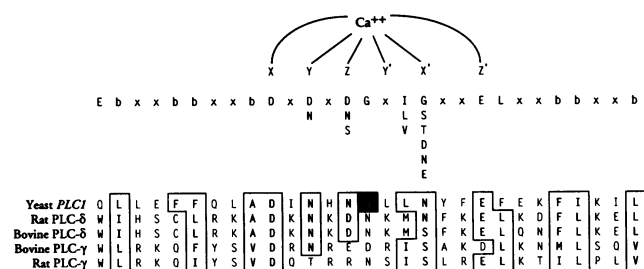 Ca++
X Y Z Y' X' Z'
E b x x b b x x b D x D x D G x I G x x E L x x b b x x b
N N L S
S V T
D
N
E
Yeast PLC1 Q L L E F F Q L A D I N H N L L N Y F E F E K F I K I L
Rat PLC-δ W I H S C L R K A D K N K D N K M N F K E L K D F L K E L
Bovine PLC-δ W I H S C L R K A D K N K D N K M S F K E L Q N F L K E L
Bovine PLC-γ W L R K Q F Y S V D R N R E D R I S A K D L K N M L S Q V
Rat PLC-γ W L R K Q I Y S V D Q T R R N S I S L R E L K T I L P L V